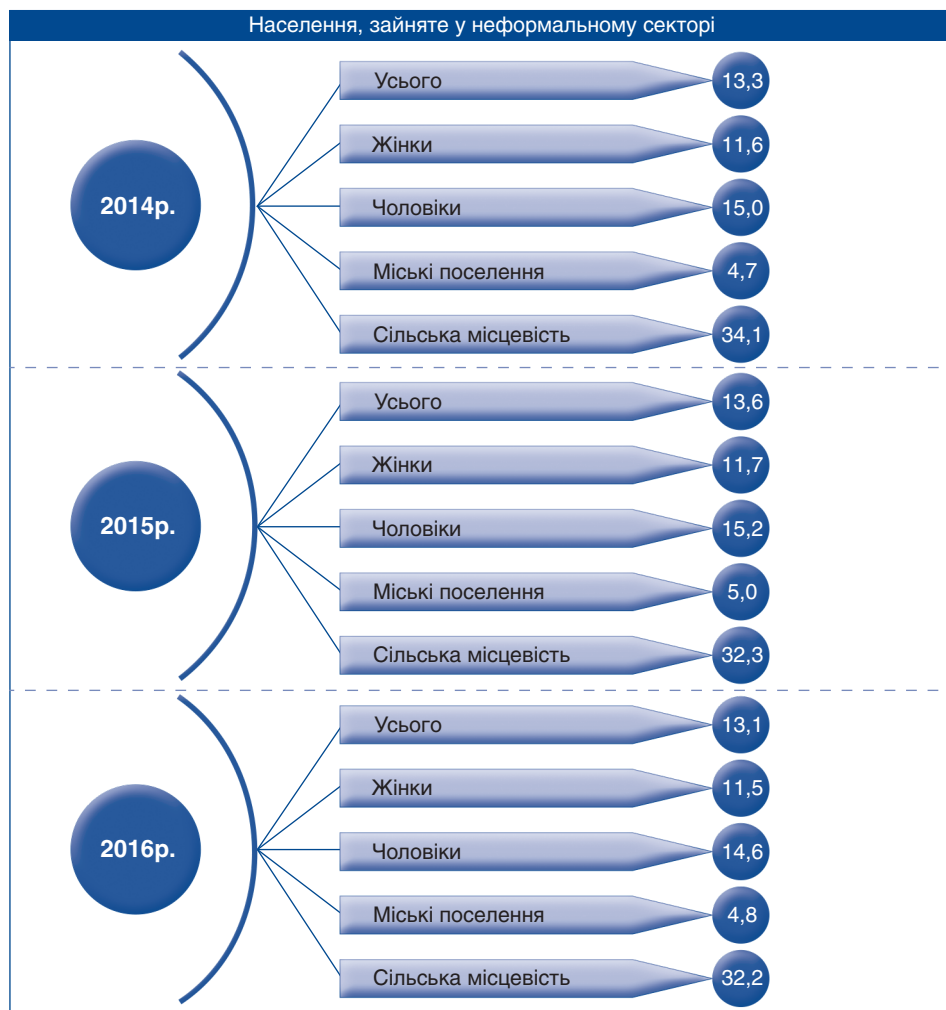 Населення, зайняте у неформальному секторі
2014р.
Усього 13,3
Жінки 11,6
Чоловіки 15,0
Міські поселення 4,7
Сільська місцевість 34,1
2015р.
Усього 13,6
Жінки 11,7
Чоловіки 15,2
Міські поселення 5,0
Сільська місцевість 32,3
2016р.
Усього 13,1
Жінки 11,5
Чоловіки 14,6
Міські поселення 4,8
Сільська місцевість 32,2